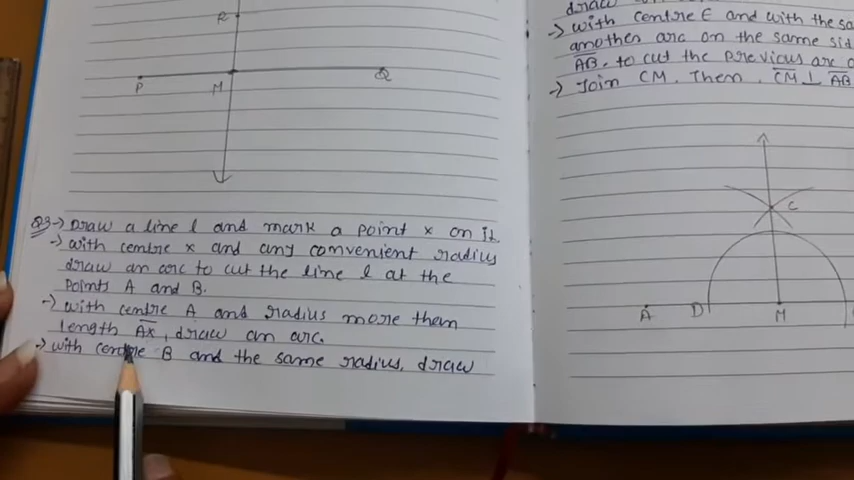 R
P M Q
Q3→ Draw a line l and mark a point x on it
→ with centre x and any convenient radius
draw an arc to cut the line l at the
points A and B.
→ with centre A and radius more them
length AX, draw an arc.
→ with centre B and the same radius, draw
draw
→ with centre E and with the sa
another arc on the same sid
AB. to cut the previous arc
→ Join CM. Them. CM ⊥ AB
C
A D M